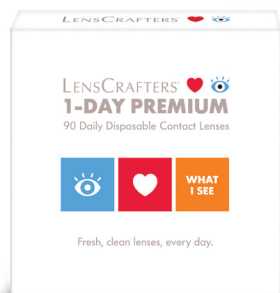 LENSCRAFTERS
LENSCRAFTERS
1-DAY PREMIUM
90 Daily Disposable Contact Lenses
WHAT
I SEE
Fresh, clean lenses, every day.